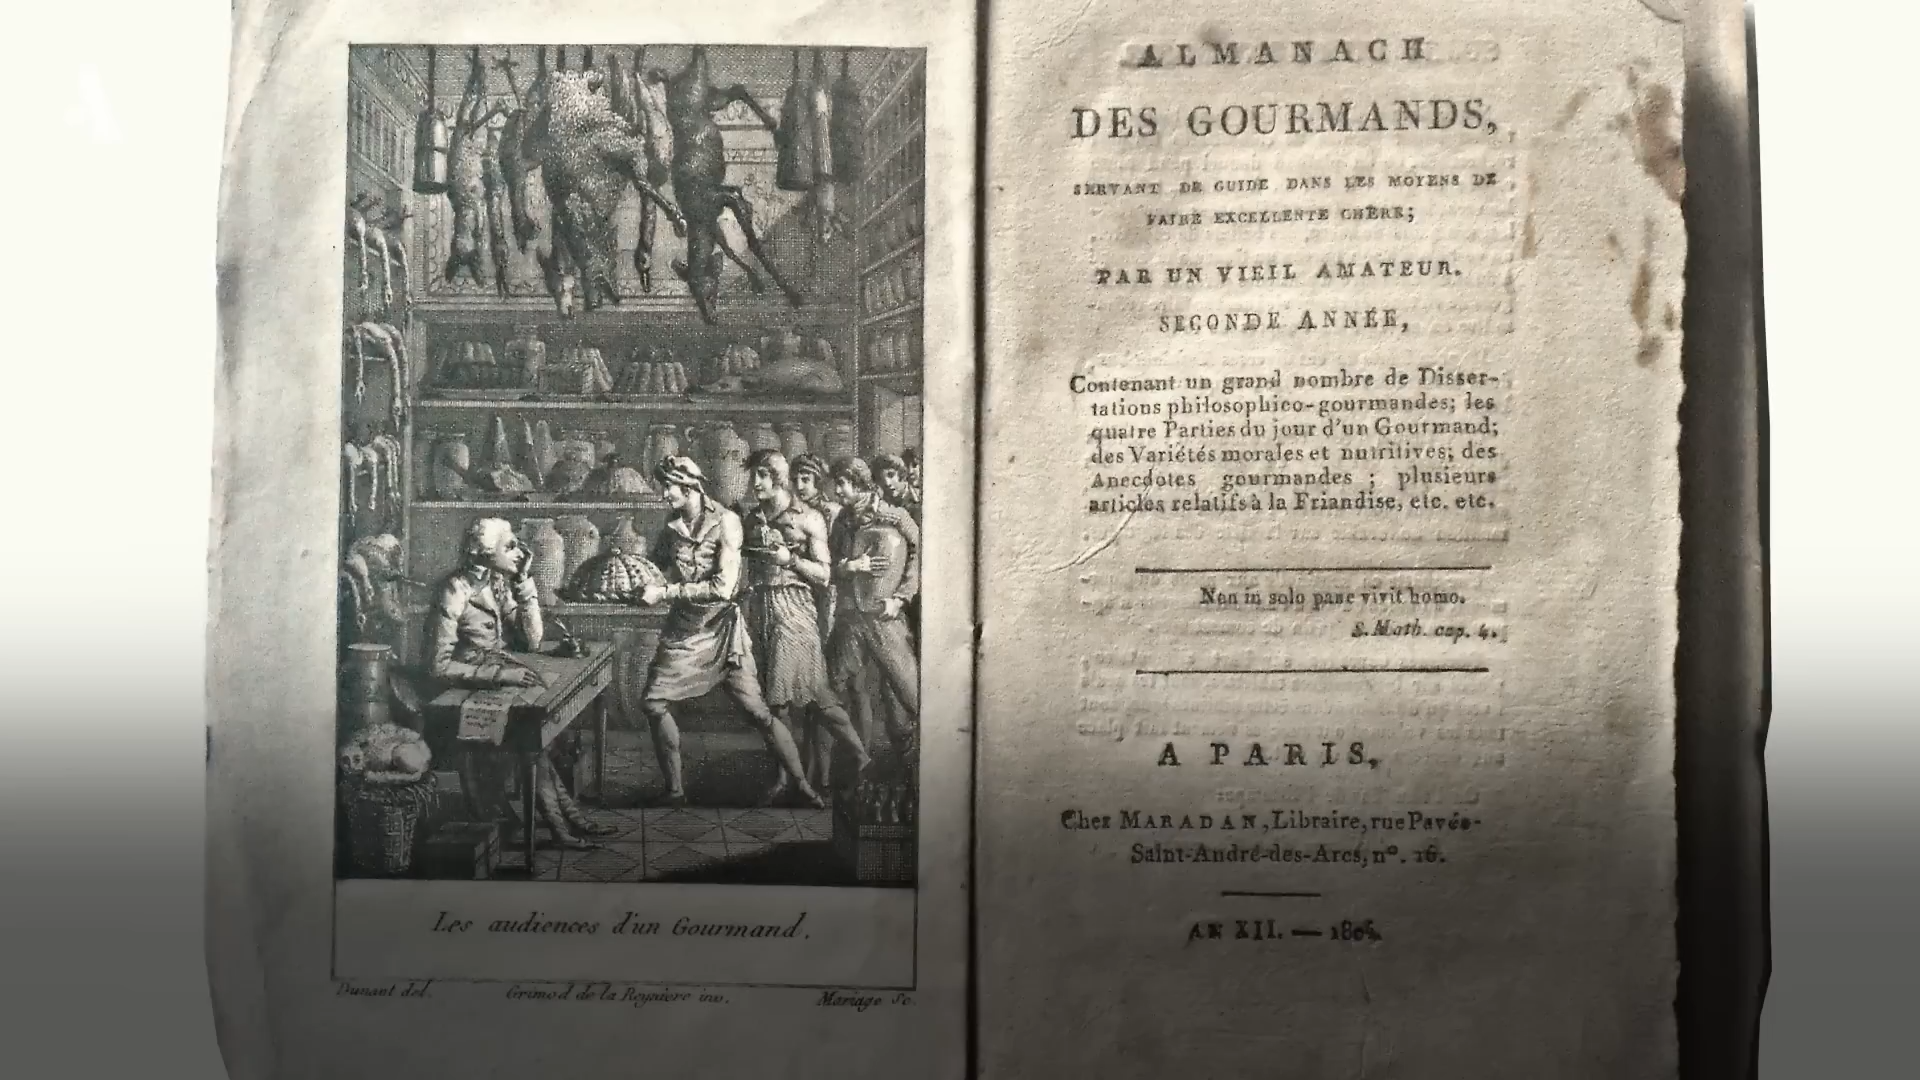 Les audiences d'un Gourmand.
Dunant del. Grimod de la Reyniere inv. Mariage Sc.
ALMANACH
DES GOURMANDS,
SERVANT DE GUIDE DANS LES MOYENS DE
FAIRE EXCELLENTE CHÈRE;
PAR UN VIEIL AMATEUR.
SECONDE ANNÉE,
Contenant un grand nombre de Disser-
tations philosophico-gourmandes; les
quatre Parties du jour d'un Gourmand;
des Variétés morales et nutritives; des
Anecdotes gourmandes ; plusieurs
articles relatifs à la Friandise, etc. etc.
Non in solo pane vivit homo.
S. Math. cap. 4.
A PARIS,
Chez MARADAN, Libraire, rue Pavée-
Saint-André-des-Arcs, n°. 16.
AN XII. — 1804.